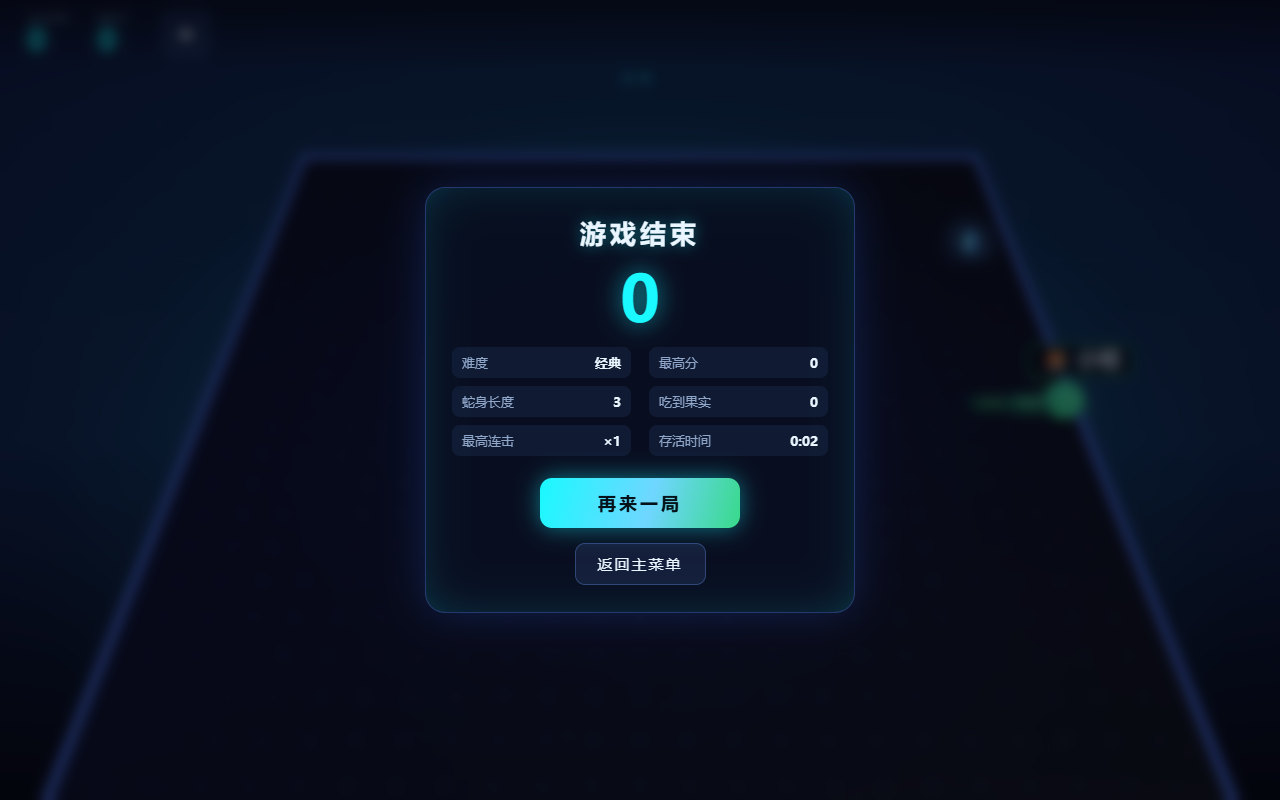 游戏结束
0
难度 经典
最高分 0
蛇身长度 3
吃到果实 0
最高连击 ×1
存活时间 0:02
再来一局
返回主菜单